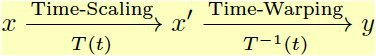 x Time-Scaling x′ Time-Warping y
T(t) T⁻¹(t)